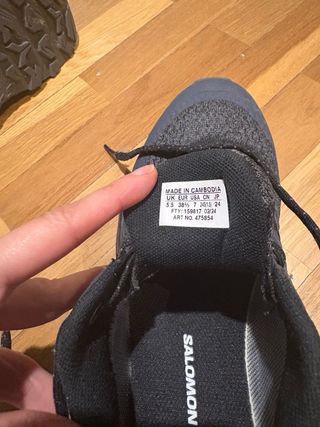 MADE IN CAMBODIA
UK EUR USA CN JP
5.5 38⅔ 7 24 
FTY: 159817 03/24
ART NO. 475854
SALOMON